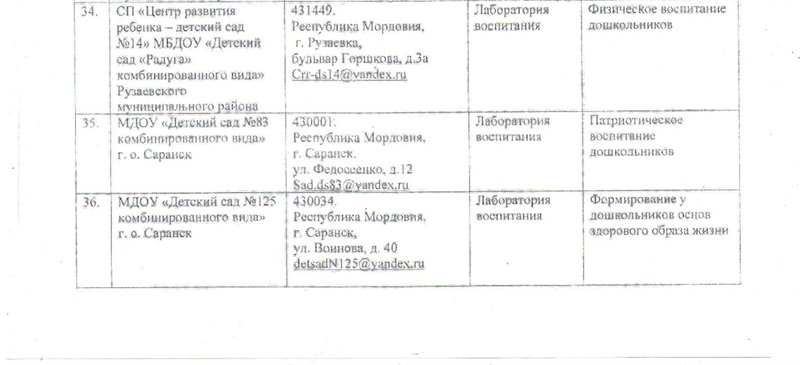 34.
СП «Центр развития
ребенка – детский сад
№14» МБДОУ «Детский
сад «Радуга»
комбинированного вида»
Рузаевского
муниципального района
431449.
Республика Мордовия,
г. Рузаевка,
бульвар Горшкова, д.3а
Crr-ds14@yandex.ru
Лаборатория
воспитания
Физическое воспитание
дошкольников
35.
МДОУ «Детский сад №83
комбинированного вида»
г. о. Саранск
430001.
Республика Мордовия,
г. Саранск.
ул. Федосеенко, д.12
Sad.ds83@yandex.ru
Лаборатория
воспитания
Патриотическое
воспитание
дошкольников
36.
МДОУ «Детский сад №125
комбинированного вида»
г. о. Саранск
430034.
Республика Мордовия,
г. Саранск,
ул. Воинова, д. 40
detsadN125@yandex.ru
Лаборатория
воспитания
Формирование у
дошкольников основ
здорового образа жизни